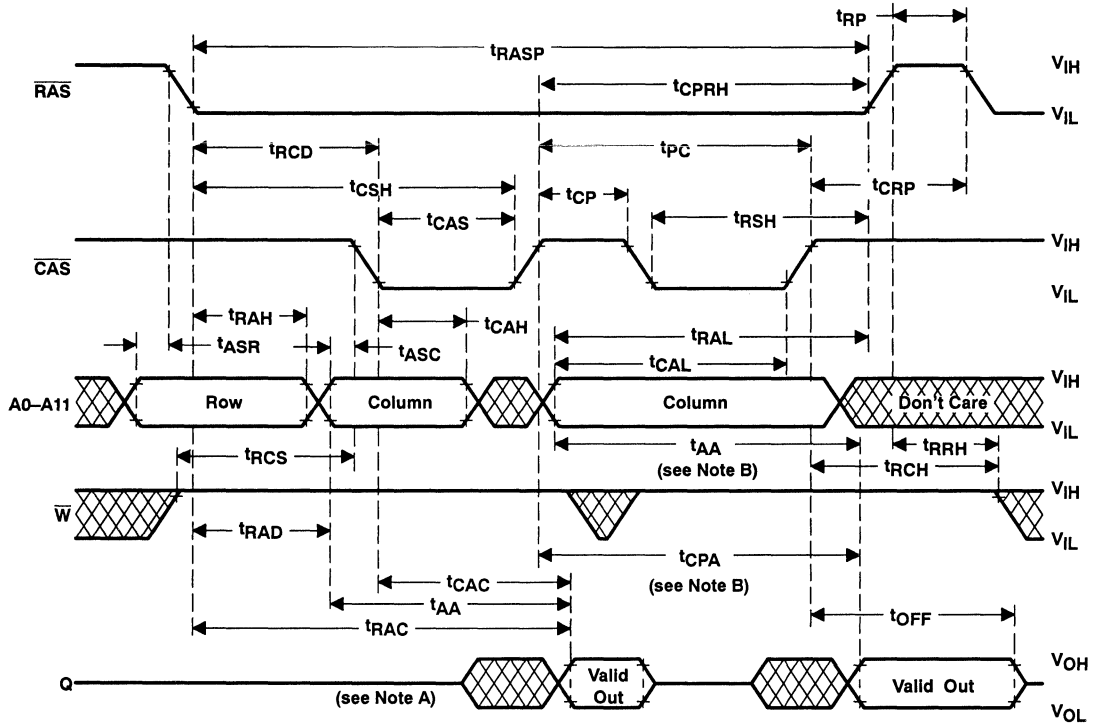 tRP
tRASP
VIH
RAS
tCPRH
VIL
tRCD
tPC
tCSH
tCP
tCRP
tCAS
tRSH
VIH
CAS
VIL
tRAH
tCAH
tRAL
tASR
tASC
tCAL
VIH
A0–A11
Row
Column
Column
Don't Care
VIL
tRCS
tAA
(see Note B)
tRRH
tRCH
VIH
W
VIL
tRAD
tCPA
(see Note B)
tCAC
tAA
tRAC
tOFF
VOH
Q
(see Note A)
Valid
Out
Valid Out
VOL